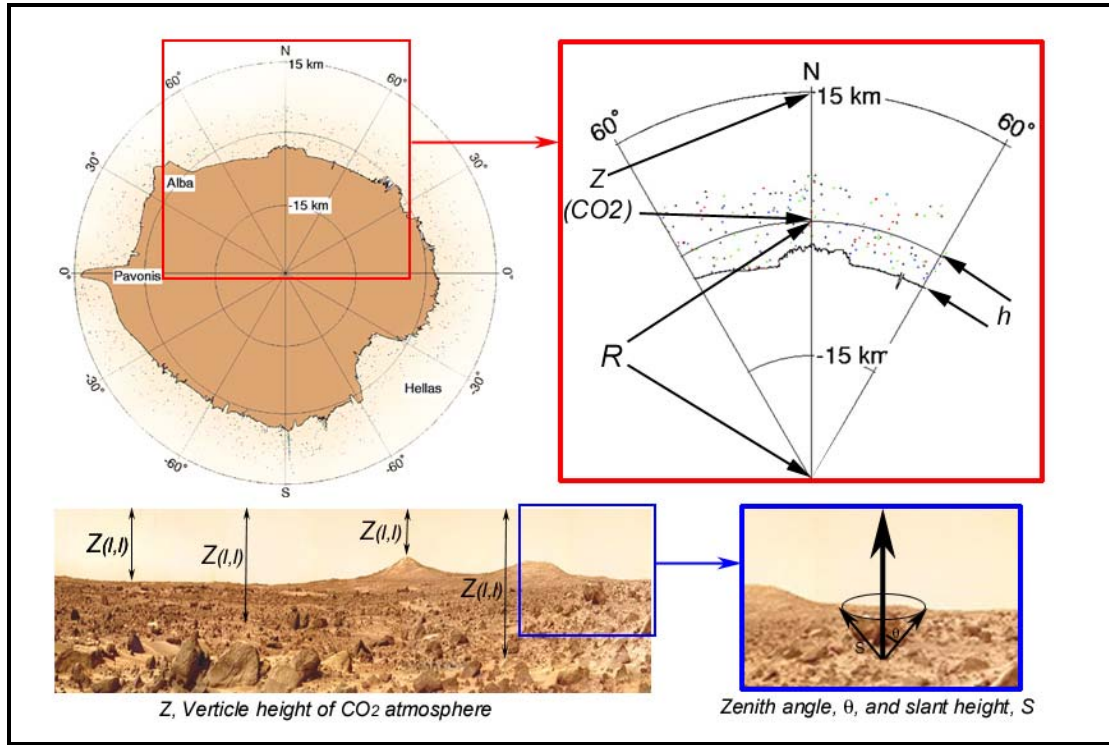 N
15 km
60°
60°
30°
30°
Alba
-15 km
0°
Pavonis
0°
-30°
-30°
Hellas
-60°
-60°
S
N
15 km
60°
60°
Z
(CO2)
R
h
-15 km
Z(l,l)
Z(l,l)
Z(l,l)
Z(l,l)
Z, Verticle height of CO2 atmosphere
θ
S
Zenith angle, θ, and slant height, S